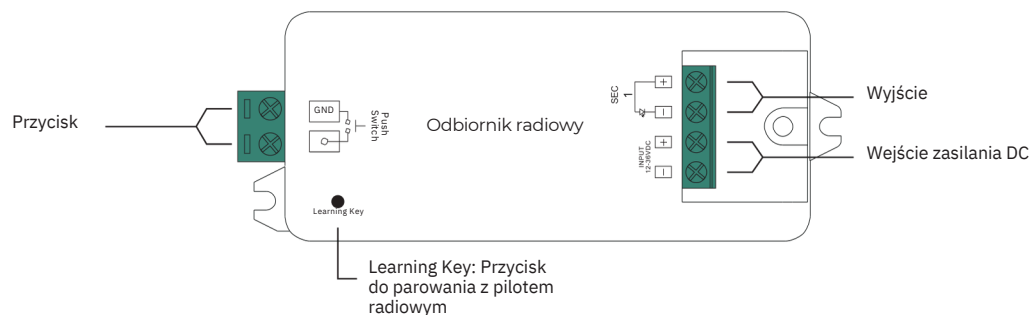 Przycisk
GND
Push
Switch
Odbiornik radiowy
Learning Key
SEC
1
+
−
+
−
INPUT
12-36VDC
Wyjście
Wejście zasilania DC
Learning Key: Przycisk
do parowania z pilotem
radiowym